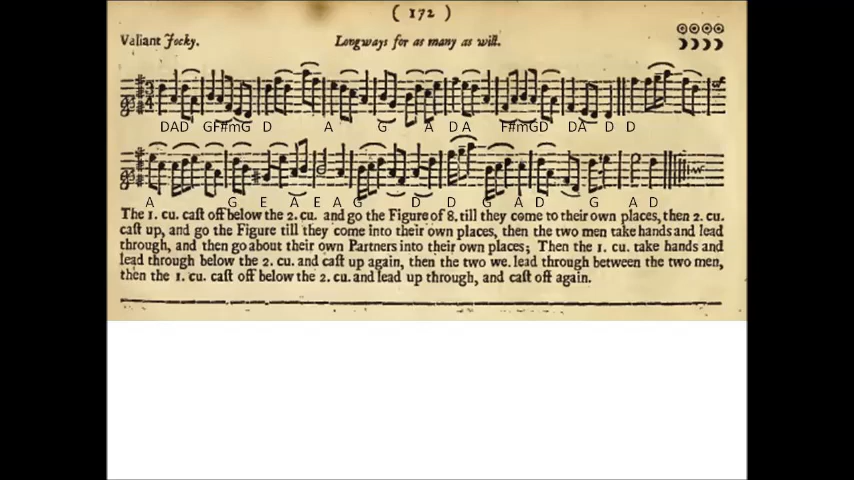 ( 172 )
Valiant Jocky. Longways for as many as will.
3
4
DAD GF#mG D A G A D A F#mGD DA D D
A G E A E A G D D G A D G A D
The 1. cu. caſt off below the 2. cu. and go the Figure of 8. till they come to their own places, then 2. cu.
caſt up, and go the Figure till they come into their own places, then the two men take hands and lead
through, and then go about their own Partners into their own places; Then the 1. cu. take hands and
lead through below the 2. cu. and caſt up again, then the two we. lead through between the two men,
then the 1. cu. caſt off below the 2. cu. and lead up through, and caſt off again.